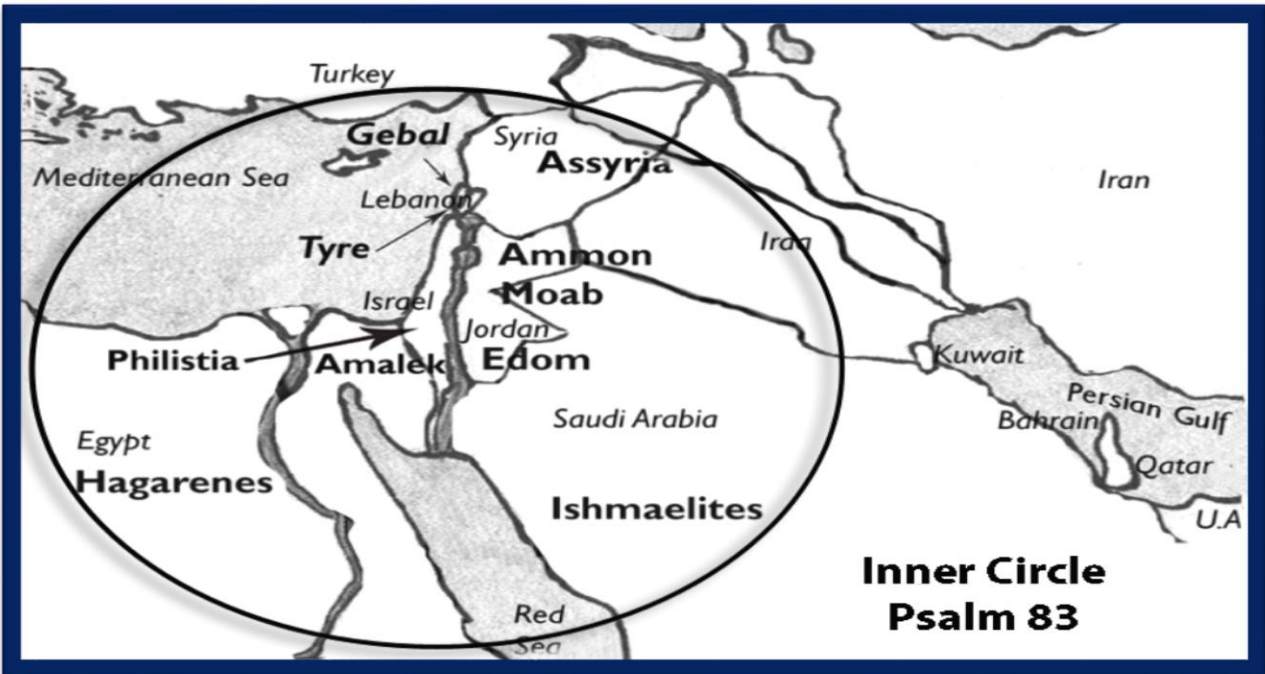 Turkey
Gebal
Syria
Assyria
Mediterranean Sea
Iran
Lebanon
Tyre
Iraq
Ammon
Moab
Israel
Jordan
Philistia
Amalek
Edom
Kuwait
Persian Gulf
Bahrain
Saudi Arabia
Egypt
Qatar
Hagarenes
Ishmaelites
U.A
Inner Circle
Psalm 83
Red
Sea